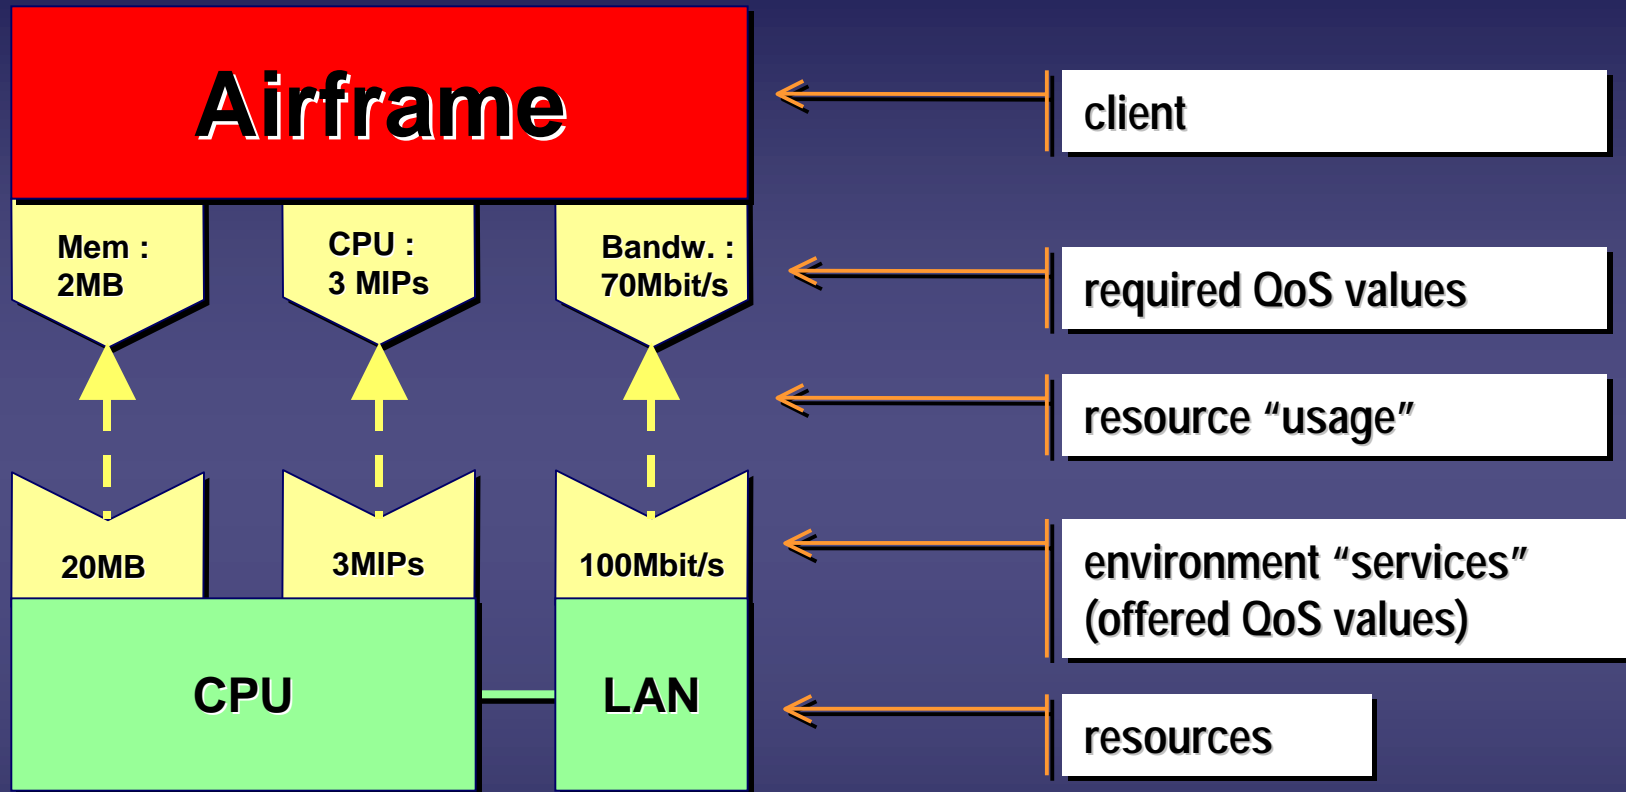 Airframe
client
Mem :
2MB
CPU :
3 MIPs
Bandw. :
70Mbit/s
required QoS values
resource “usage”
20MB
3MIPs
100Mbit/s
environment “services”
(offered QoS values)
CPU
LAN
resources